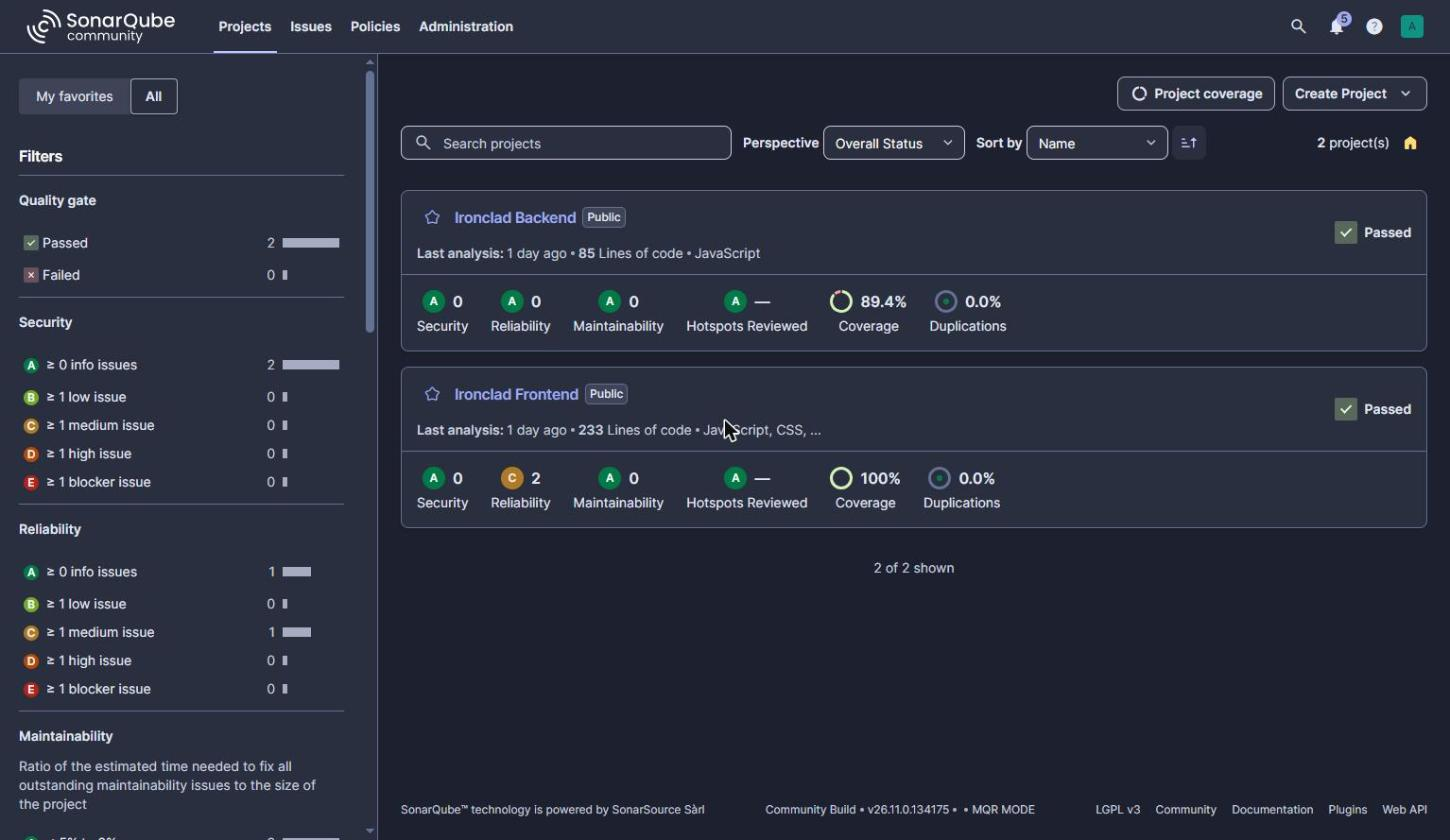 SonarQube community
Projects Issues Policies Administration
5
A
My favorites All
Filters
Quality gate
Passed 2
Failed 0
Security
A ≥ 0 info issues 2
B ≥ 1 low issue 0
C ≥ 1 medium issue 0
D ≥ 1 high issue 0
E ≥ 1 blocker issue 0
Reliability
A ≥ 0 info issues 1
B ≥ 1 low issue 0
C ≥ 1 medium issue 1
D ≥ 1 high issue 0
E ≥ 1 blocker issue 0
Maintainability
Ratio of the estimated time needed to fix all
outstanding maintainability issues to the size of
the project
Project coverage Create Project
Search projects Perspective Overall Status Sort by Name 2 project(s)
Ironclad Backend Public
Passed
Last analysis: 1 day ago • 85 Lines of code • JavaScript
A 0 A 0 A 0 A — 89.4% 0.0%
Security Reliability Maintainability Hotspots Reviewed Coverage Duplications
Ironclad Frontend Public
Passed
Last analysis: 1 day ago • 233 Lines of code • JavaScript, CSS, ...
A 0 C 2 A 0 A — 100% 0.0%
Security Reliability Maintainability Hotspots Reviewed Coverage Duplications
2 of 2 shown
SonarQube™ technology is powered by SonarSource Sàrl Community Build • v26.11.0.134175 • • MQR MODE LGPL v3 Community Documentation Plugins Web API